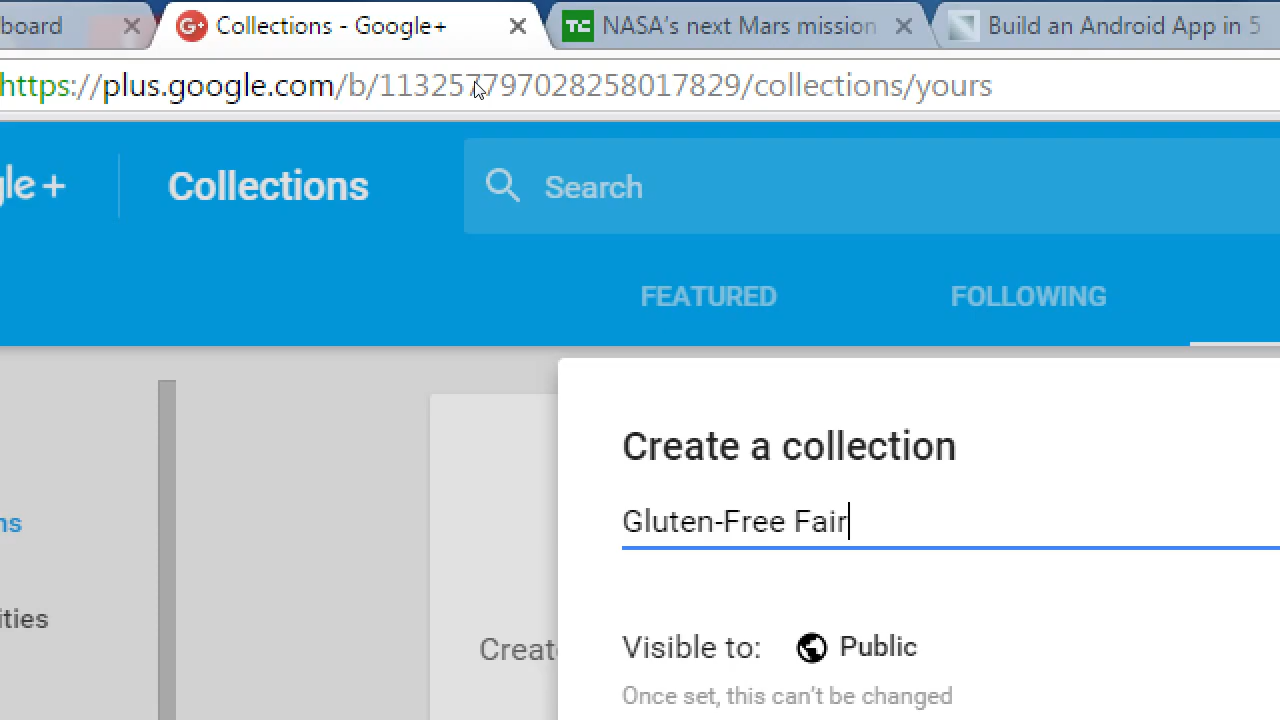 board
Collections - Google+
TC NASA's next Mars mission
Build an Android App in 5
https://plus.google.com/b/113257797028258017829/collections/yours
gle +
Collections
Search
FEATURED
FOLLOWING
Create a collection
Gluten-Free Fair
ns
ities
Create
Visible to: Public
Once set, this can't be changed